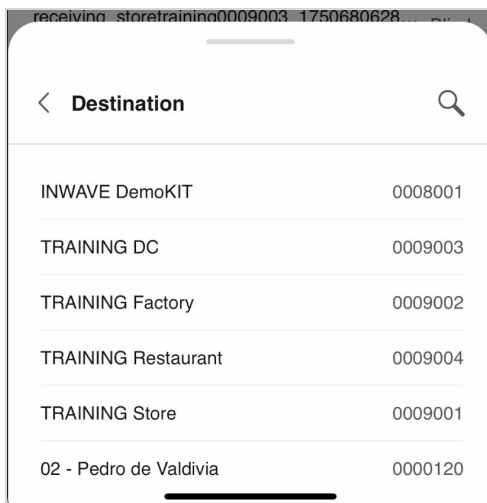 receiving_storetraining0009003_1750680628...
Destination
INWAVE DemoKIT 0008001
TRAINING DC 0009003
TRAINING Factory 0009002
TRAINING Restaurant 0009004
TRAINING Store 0009001
02 - Pedro de Valdivia 0000120